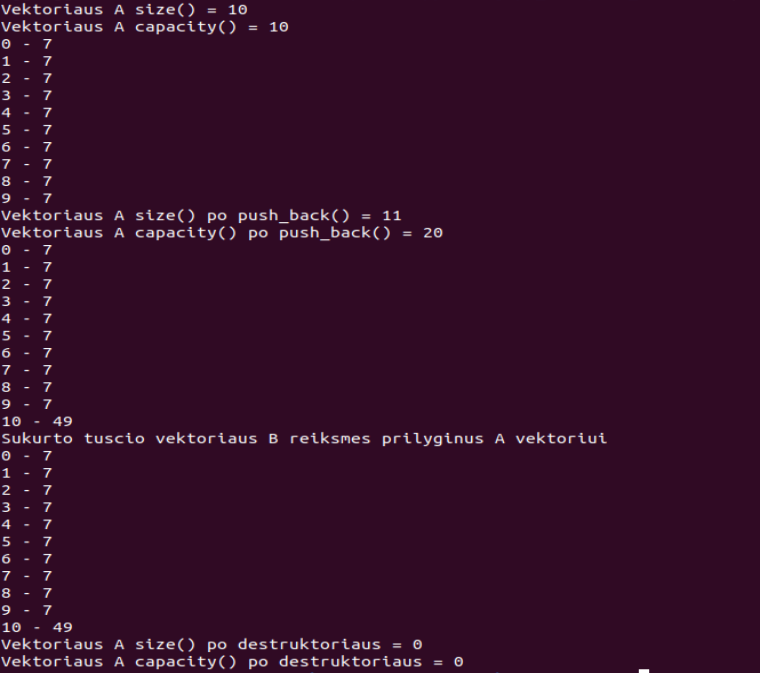 Vektoriaus A size() = 10
Vektoriaus A capacity() = 10
0 - 7
1 - 7
2 - 7
3 - 7
4 - 7
5 - 7
6 - 7
7 - 7
8 - 7
9 - 7
Vektoriaus A size() po push_back() = 11
Vektoriaus A capacity() po push_back() = 20
0 - 7
1 - 7
2 - 7
3 - 7
4 - 7
5 - 7
6 - 7
7 - 7
8 - 7
9 - 7
10 - 49
Sukurto tuscio vektoriaus B reiksmes prilyginus A vektoriui
0 - 7
1 - 7
2 - 7
3 - 7
4 - 7
5 - 7
6 - 7
7 - 7
8 - 7
9 - 7
10 - 49
Vektoriaus A size() po destruktoriaus = 0
Vektoriaus A capacity() po destruktoriaus = 0